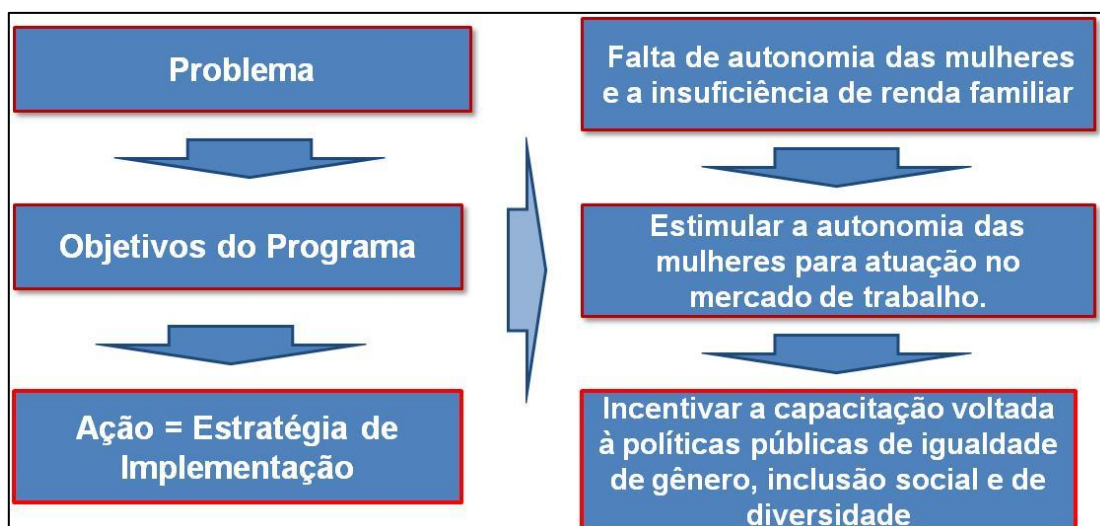 Problema
Objetivos do Programa
Ação = Estratégia de
Implementação
Falta de autonomia das mulheres
e a insuficiência de renda familiar
Estimular a autonomia das
mulheres para atuação no
mercado de trabalho.
Incentivar a capacitação voltada
à políticas públicas de igualdade
de gênero, inclusão social e de
diversidade